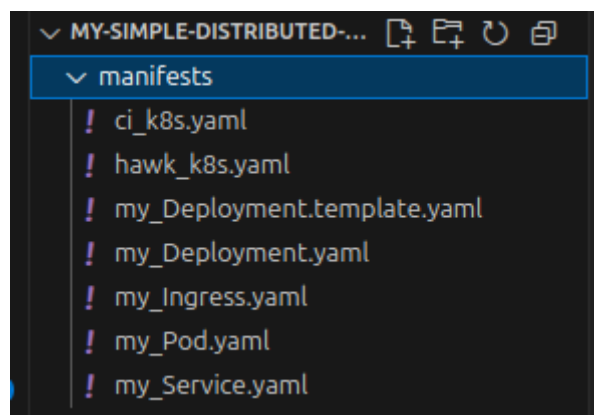 MY-SIMPLE-DISTRIBUTED-...
manifests
! ci_k8s.yaml
! hawk_k8s.yaml
! my_Deployment.template.yaml
! my_Deployment.yaml
! my_Ingress.yaml
! my_Pod.yaml
! my_Service.yaml